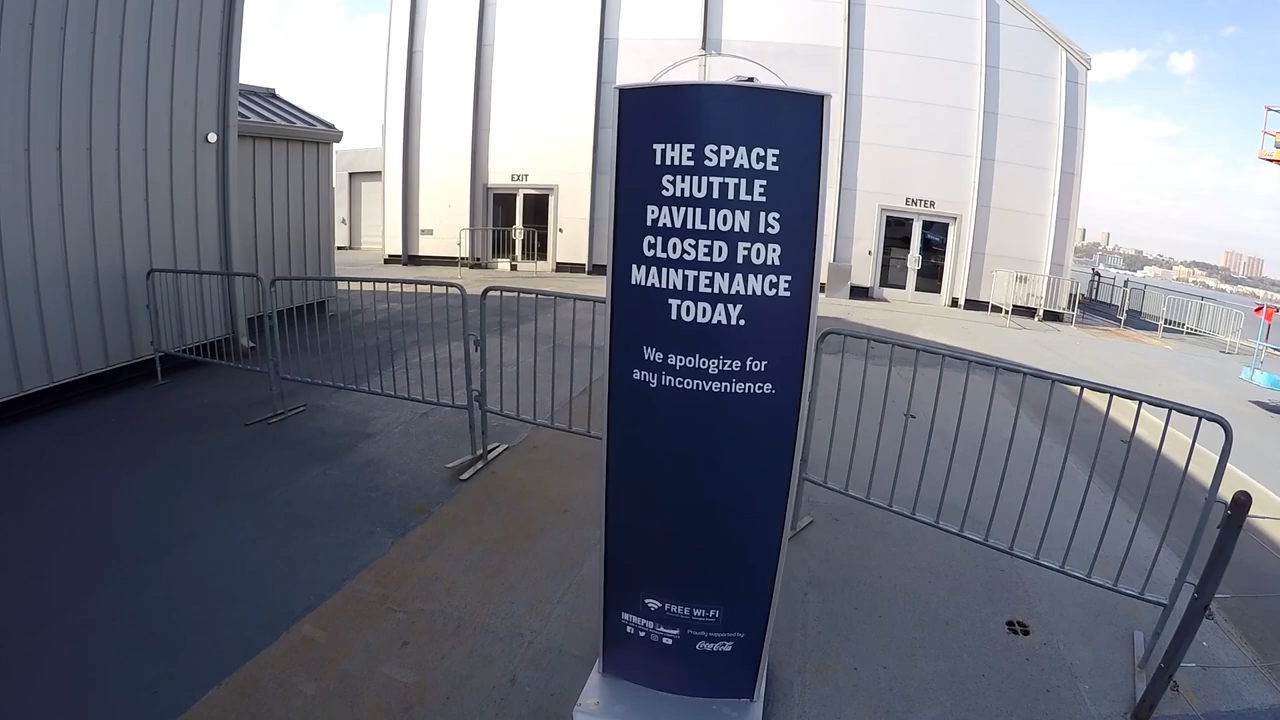 EXIT
ENTER
THE SPACE
SHUTTLE
PAVILION IS
CLOSED FOR
MAINTENANCE
TODAY.
We apologize for
any inconvenience.
FREE WI-FI
INTREPID
Proudly supported by:
Coca-Cola